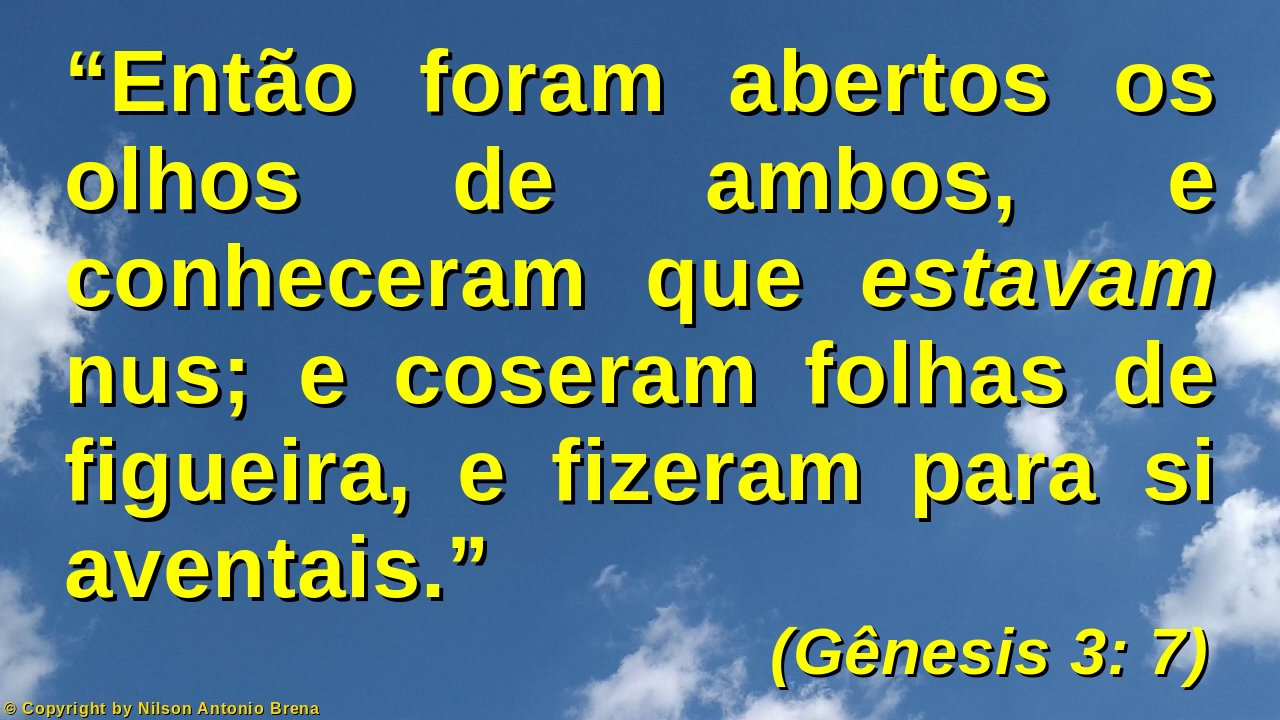 “Então foram abertos os
olhos de ambos, e
conheceram que estavam
nus; e coseram folhas de
figueira, e fizeram para si
aventais.”
(Gênesis 3: 7)
© Copyright by Nilson Antonio Brena